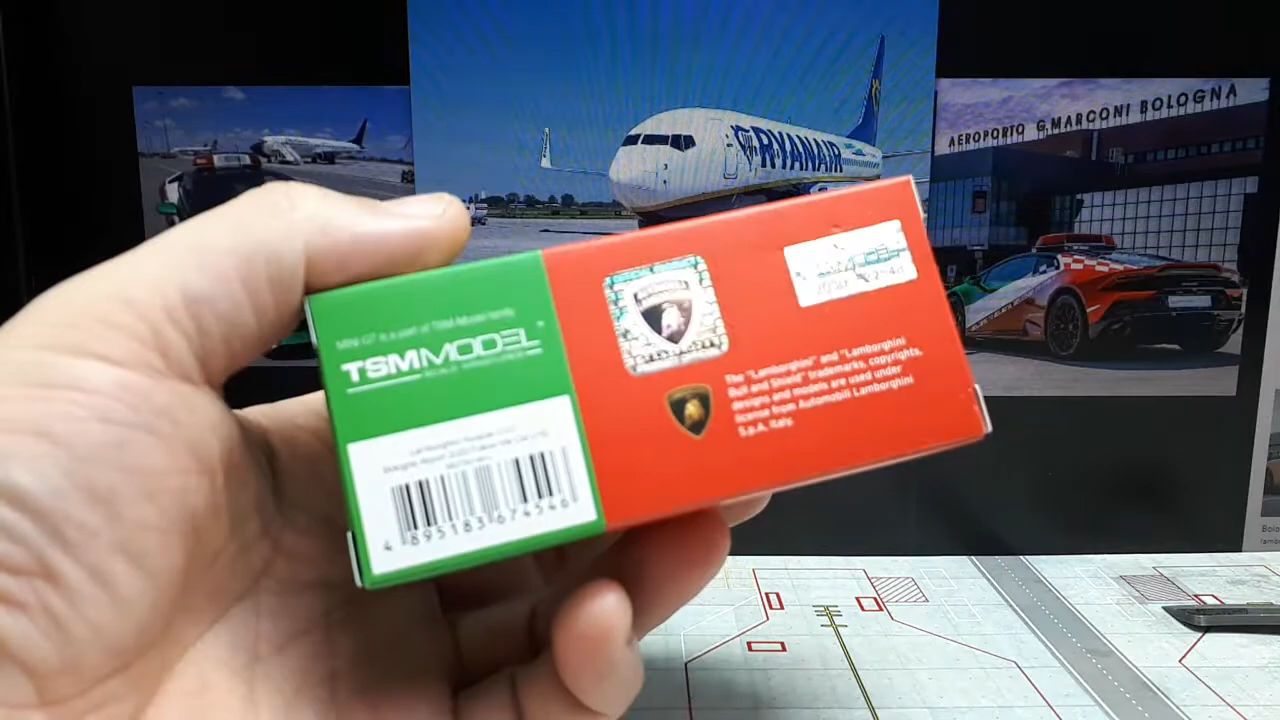 RYANAIR
AEROPORTO G.MARCONI BOLOGNA
MINI GT is a part of TSM-Model family
TSMMODEL
The "Lamborghini" and "Lamborghini
Bull and Shield" trademarks, copyrights,
designs and models are used under
license from Automobili Lamborghini
S.p.A, Italy.
4 895183 674540